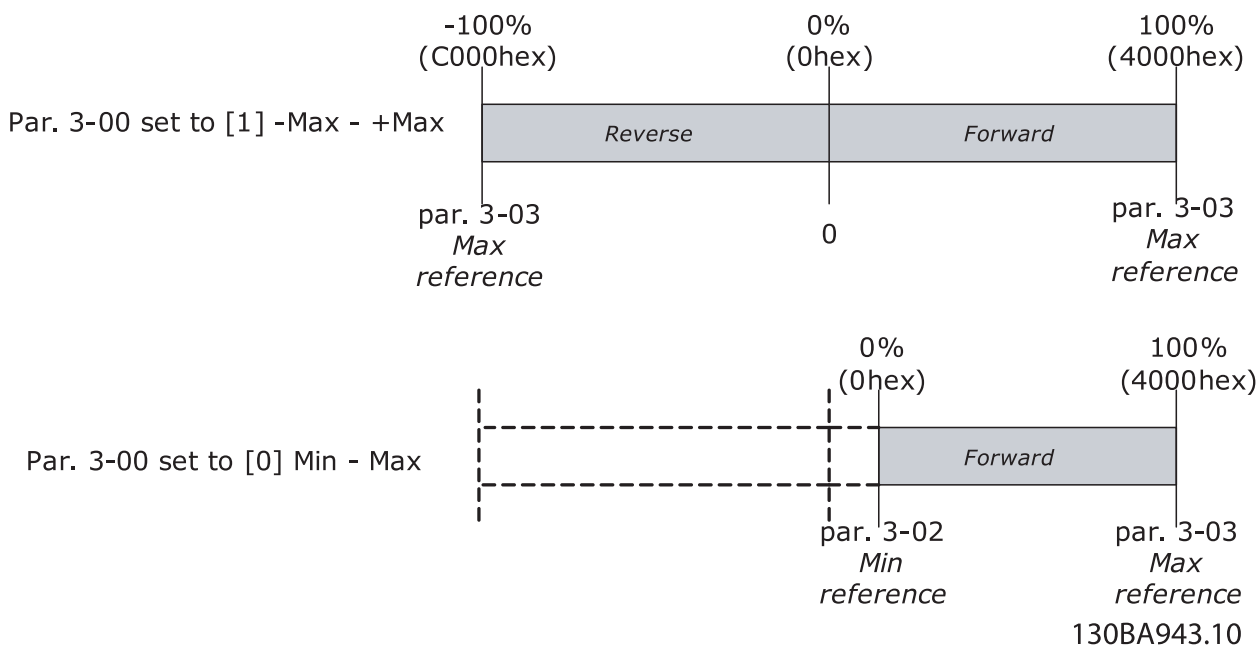 -100%
0%
100%
(C000hex)
(0hex)
(4000hex)
Par. 3-00 set to [1] -Max - +Max
Reverse
Forward
par. 3-03
Max
reference
0
par. 3-03
Max
reference
0%
100%
(0hex)
(4000hex)
Par. 3-00 set to [0] Min - Max
Forward
par. 3-02
Min
reference
par. 3-03
Max
reference
130BA943.10